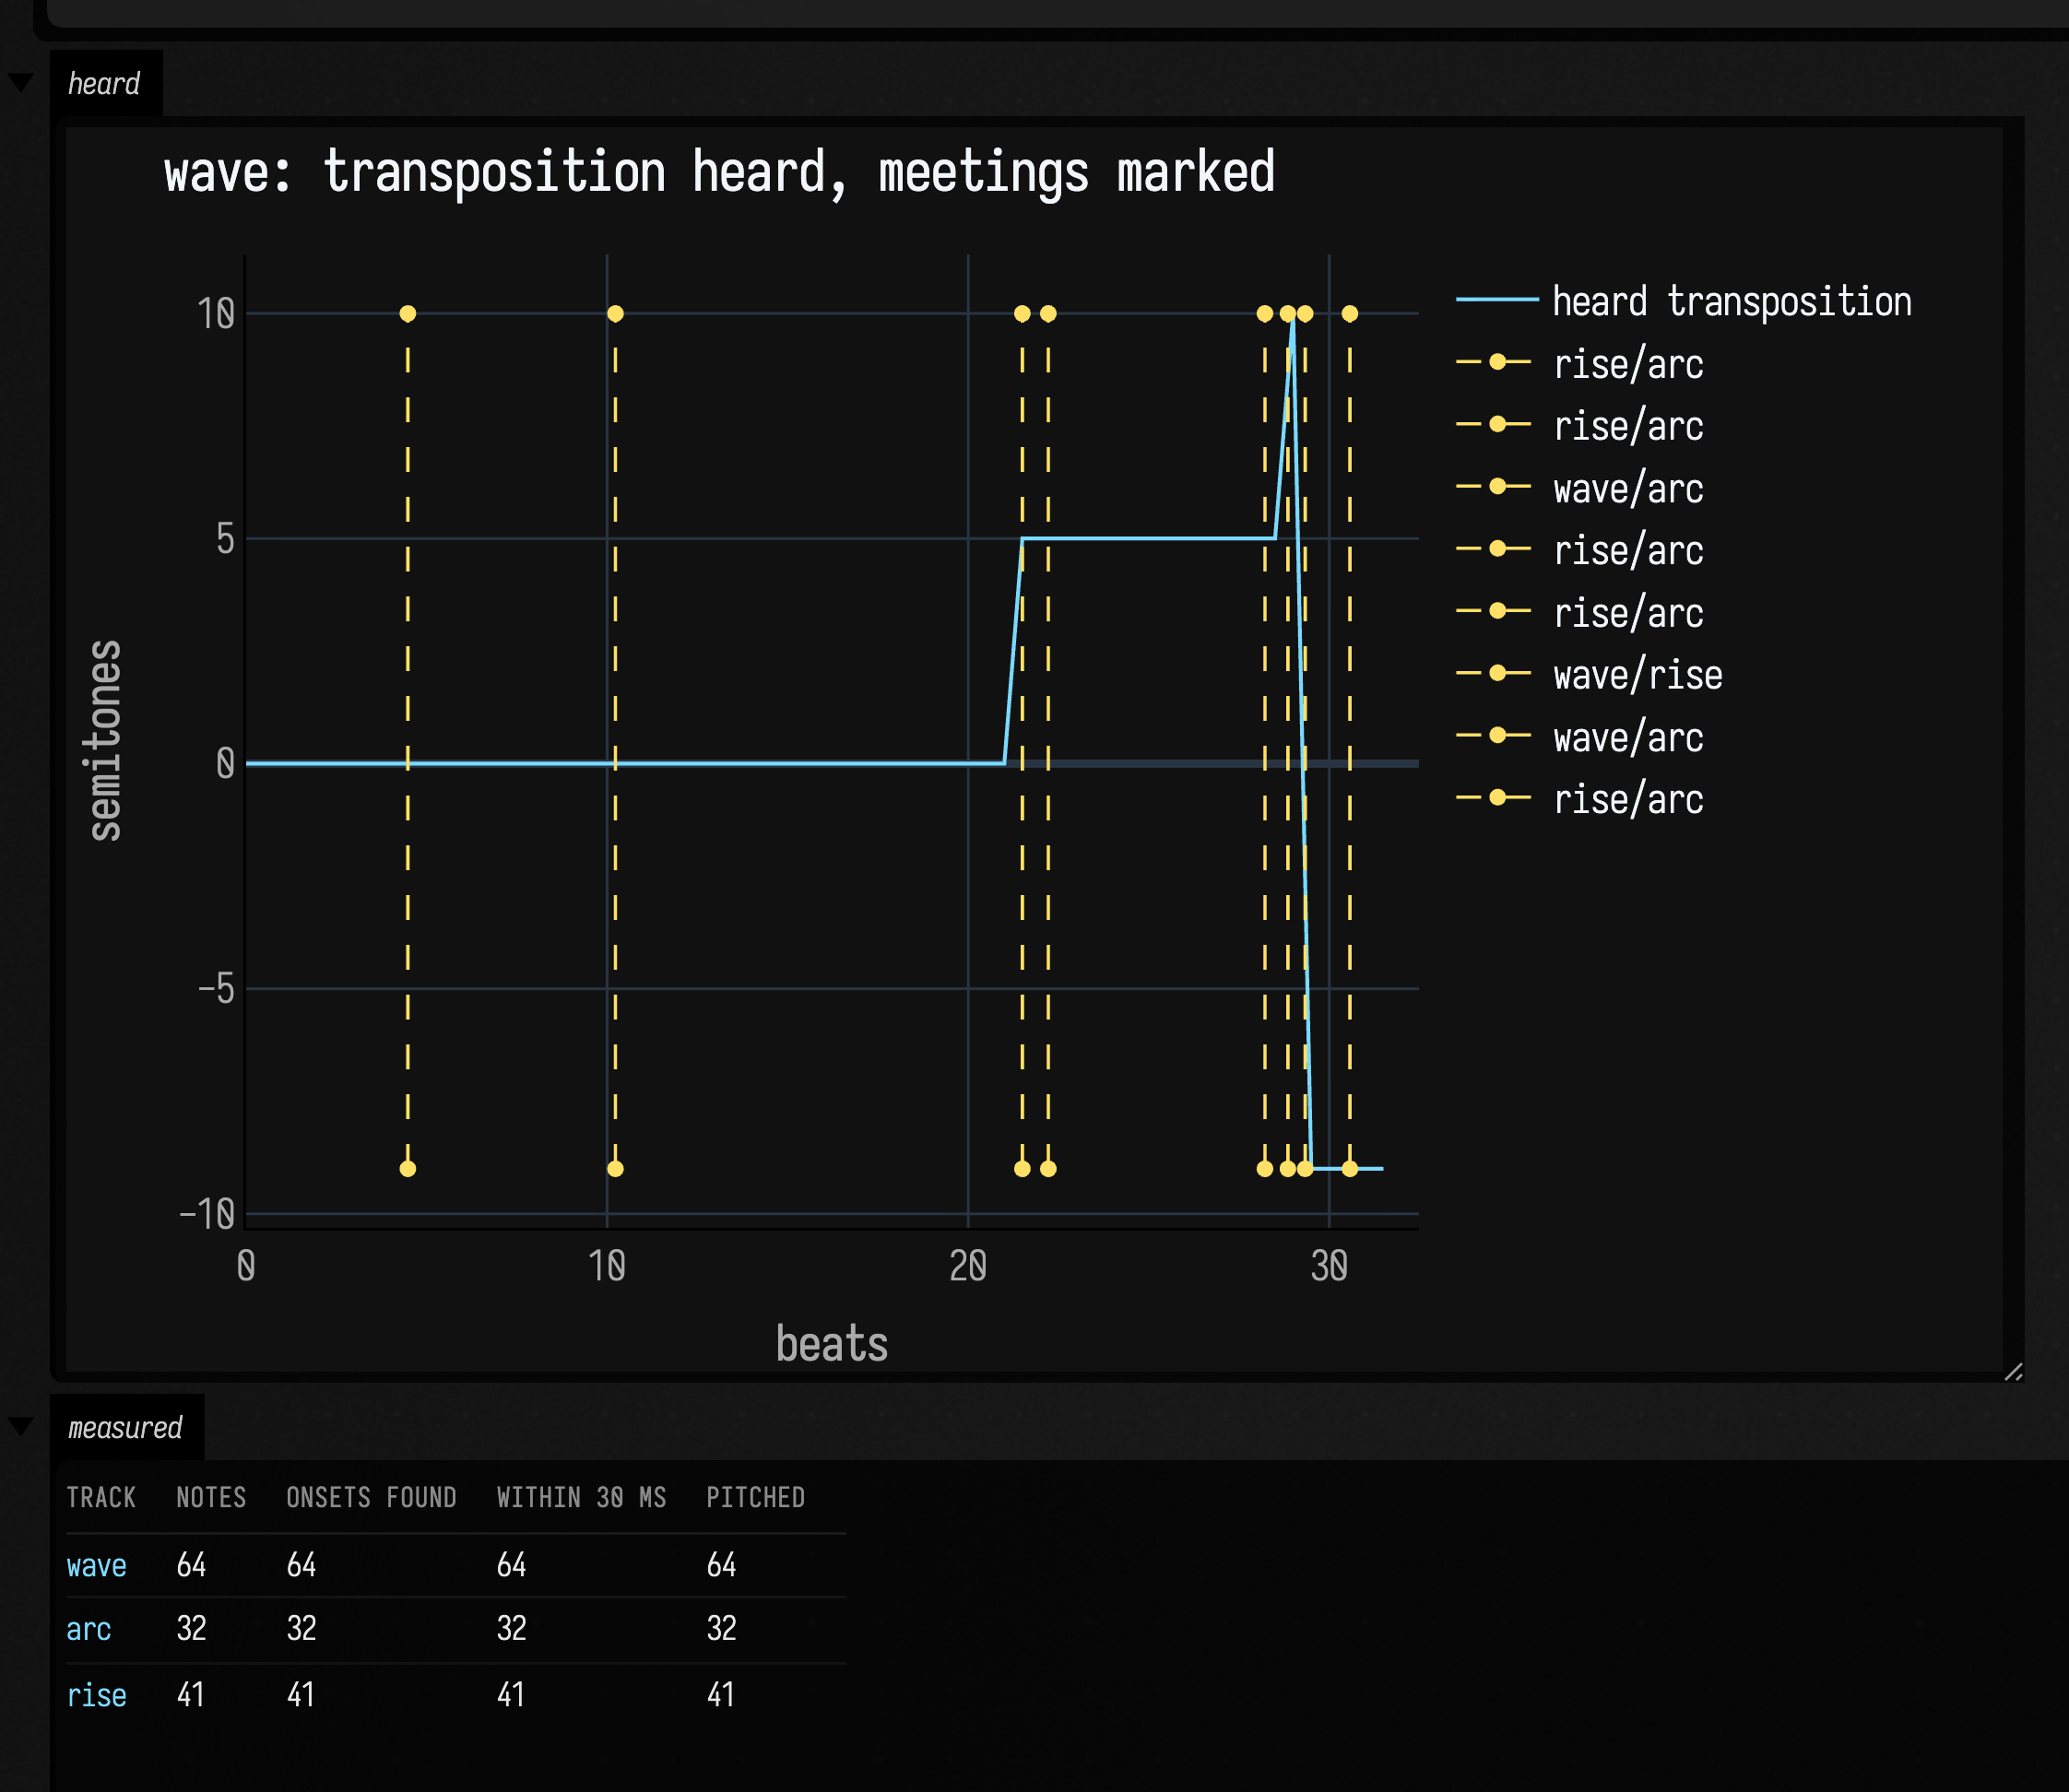 heard
wave: transposition heard, meetings marked
10
5
0
−5
−10
semitones
0 10 20 30
beats
heard transposition
rise/arc
rise/arc
wave/arc
rise/arc
rise/arc
wave/rise
wave/arc
rise/arc
measured
TRACK NOTES ONSETS FOUND WITHIN 30 MS PITCHED
wave 64 64 64 64
arc 32 32 32 32
rise 41 41 41 41